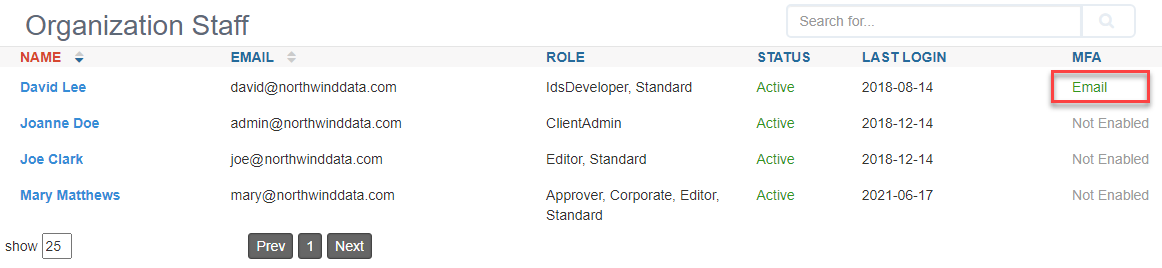 Organization Staff
Search for...
NAME EMAIL ROLE STATUS LAST LOGIN MFA
David Lee david@northwinddata.com IdsDeveloper, Standard Active 2018-08-14 Email
Joanne Doe admin@northwinddata.com ClientAdmin Active 2018-12-14 Not Enabled
Joe Clark joe@northwinddata.com Editor, Standard Active 2018-12-14 Not Enabled
Mary Matthews mary@northwinddata.com Approver, Corporate, Editor, Active 2021-06-17 Not Enabled
Standard
show 25 Prev 1 Next